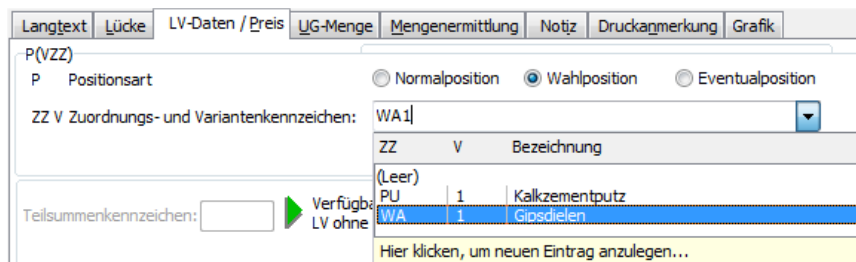 Langtext Lücke LV-Daten / Preis UG-Menge Mengenermittlung Notiz Druckanmerkung Grafik
P(VZZ)
P Positionsart Normalposition Wahlposition Eventualposition
ZZ V Zuordnungs- und Variantenkennzeichen: WA1
ZZ V Bezeichnung
(Leer)
PU 1 Kalkzementputz
WA 1 Gipsdielen
Hier klicken, um neuen Eintrag anzulegen...
Teilsummenkennzeichen:
LV ohne